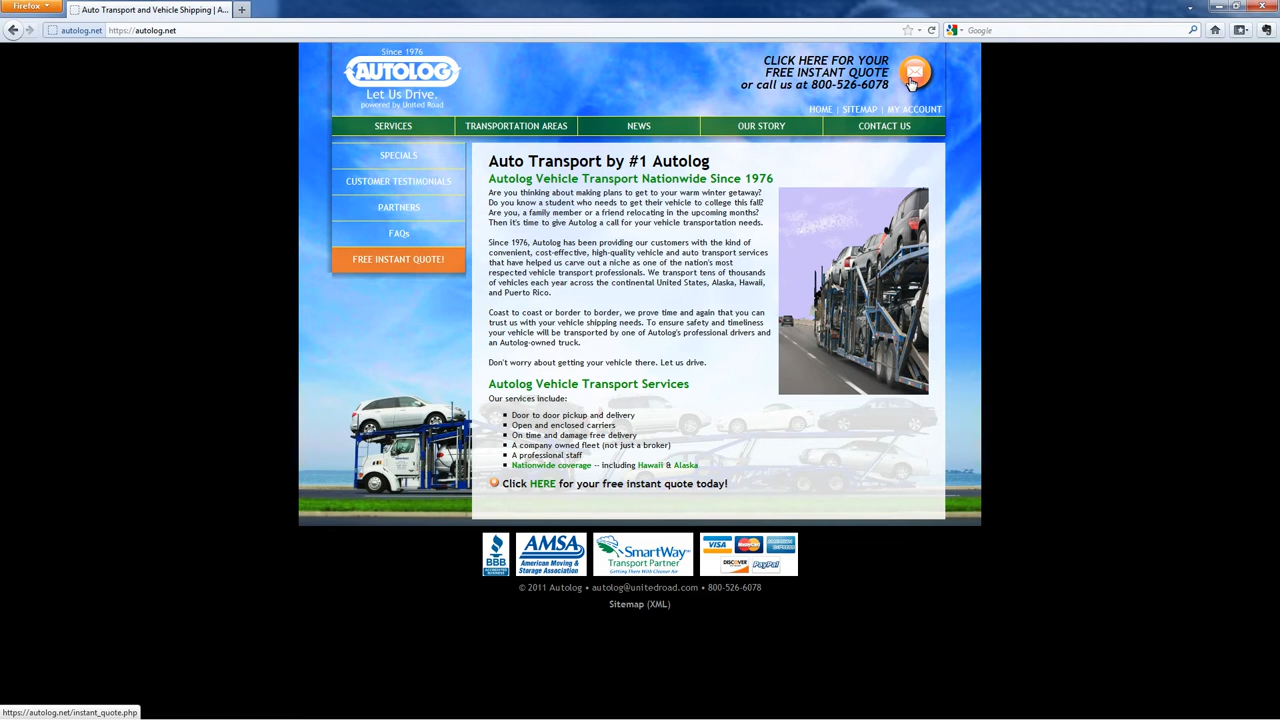 Firefox
Auto Transport and Vehicle Shipping | A...
autolog.net
https://autolog.net
Google
Since 1976
AUTOLOG
Let Us Drive.
powered by United Road
CLICK HERE FOR YOUR
FREE INSTANT QUOTE
or call us at 800-526-6078
HOME | SITEMAP | MY ACCOUNT
SERVICES
TRANSPORTATION AREAS
NEWS
OUR STORY
CONTACT US
SPECIALS
CUSTOMER TESTIMONIALS
PARTNERS
FAQs
FREE INSTANT QUOTE!
Auto Transport by #1 Autolog
Autolog Vehicle Transport Nationwide Since 1976
Are you thinking about making plans to get to your warm winter getaway?
Do you know a student who needs to get their vehicle to college this fall?
Are you, a family member or a friend relocating in the upcoming months?
Then it's time to give Autolog a call for your vehicle transportation needs.
Since 1976, Autolog has been providing our customers with the kind of
convenient, cost-effective, high-quality vehicle and auto transport services
that have helped us carve out a niche as one of the nation's most
respected vehicle transport professionals. We transport tens of thousands
of vehicles each year across the continental United States, Alaska, Hawaii,
and Puerto Rico.
Coast to coast or border to border, we prove time and again that you can
trust us with your vehicle shipping needs. To ensure safety and timeliness
your vehicle will be transported by one of Autolog's professional drivers and
an Autolog-owned truck.
Don't worry about getting your vehicle there. Let us drive.
Autolog Vehicle Transport Services
Our services include:
Door to door pickup and delivery
Open and enclosed carriers
On time and damage free delivery
A company owned fleet (not just a broker)
A professional staff
Nationwide coverage -- including Hawaii & Alaska
Click HERE for your free instant quote today!
BBB
AMSA
American Moving &
Storage Association
SmartWay
Transport Partner
Getting There With Cleaner Air
VISA
MasterCard
DISCOVER
PayPal
© 2011 Autolog • autolog@unitedroad.com • 800-526-6078
Sitemap (XML)
https://autolog.net/instant_quote.php